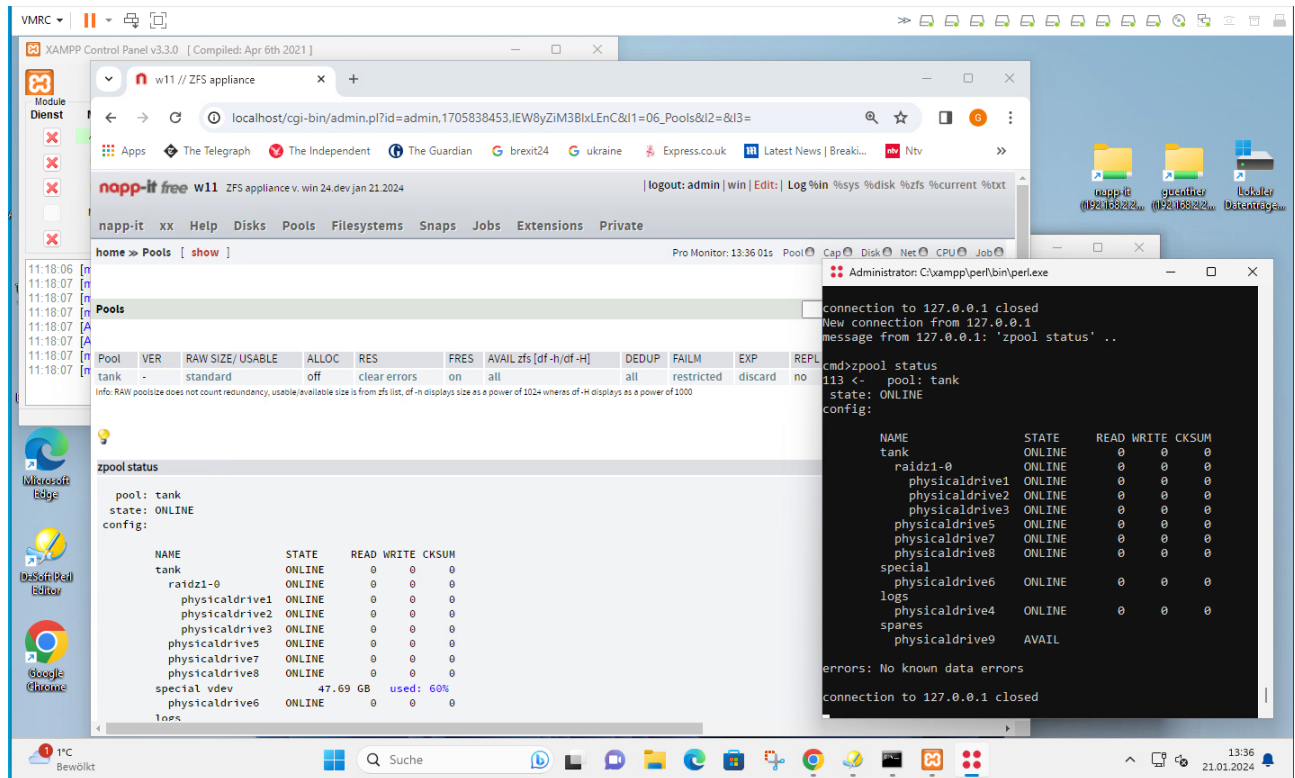 VMRC
XAMPP Control Panel v3.3.0 [ Compiled: Apr 6th 2021 ]
Module
Dienst
11:18:06
11:18:07
11:18:07
11:18:07
11:18:07
11:18:07
11:18:07
11:18:07
w11 // ZFS appliance
localhost/cgi-bin/admin.pl?id=admin,1705838453,IEW8yZiM3BIxLEnC&l1=06_Pools&l2=&l3=
G
Apps The Telegraph The Independent The Guardian brexit24 ukraine Express.co.uk Latest News | Breaki... ntv Ntv
napp-it free w11 ZFS appliance v. win 24.dev jan 21.2024 | logout: admin | win | Edit: | Log %in %sys %disk %zfs %current %txt
napp-it xx Help Disks Pools Filesystems Snaps Jobs Extensions Private
home » Pools [ show ] Pro Monitor: 13:36 01s Pool Cap Disk Net CPU Job
Pools
Pool VER RAW SIZE/ USABLE ALLOC RES FRES AVAIL zfs [df -h/df -H] DEDUP FAILM EXP REPL
tank - standard off clear errors on all all restricted discard no
Info: RAW poolsize does not count redundancy, usable/available size is from zfs list, df -h displays size as a power of 1024 wheras df -H displays as a power of 1000
zpool status
pool: tank
state: ONLINE
config:
NAME STATE READ WRITE CKSUM
tank ONLINE 0 0 0
raidz1-0 ONLINE 0 0 0
physicaldrive1 ONLINE 0 0 0
physicaldrive2 ONLINE 0 0 0
physicaldrive3 ONLINE 0 0 0
physicaldrive5 ONLINE 0 0 0
physicaldrive7 ONLINE 0 0 0
physicaldrive8 ONLINE 0 0 0
special vdev 47.69 GB used: 60%
physicaldrive6 ONLINE 0 0 0
logs
Administrator: C:\xampp\perl\bin\perl.exe
connection to 127.0.0.1 closed
New connection from 127.0.0.1
message from 127.0.0.1: 'zpool status' ..
cmd>zpool status
113 <- pool: tank
state: ONLINE
config:
NAME STATE READ WRITE CKSUM
tank ONLINE 0 0 0
raidz1-0 ONLINE 0 0 0
physicaldrive1 ONLINE 0 0 0
physicaldrive2 ONLINE 0 0 0
physicaldrive3 ONLINE 0 0 0
physicaldrive5 ONLINE 0 0 0
physicaldrive7 ONLINE 0 0 0
physicaldrive8 ONLINE 0 0 0
special
physicaldrive6 ONLINE 0 0 0
logs
physicaldrive4 ONLINE 0 0 0
spares
physicaldrive9 AVAIL
errors: No known data errors
connection to 127.0.0.1 closed
napp-it
guenther
Lokaler
Datenträge...
Microsoft
Edge
DzSoft Perl
Editor
Google
Chrome
1
1°C
Bewölkt
Suche
13:36
21.01.2024